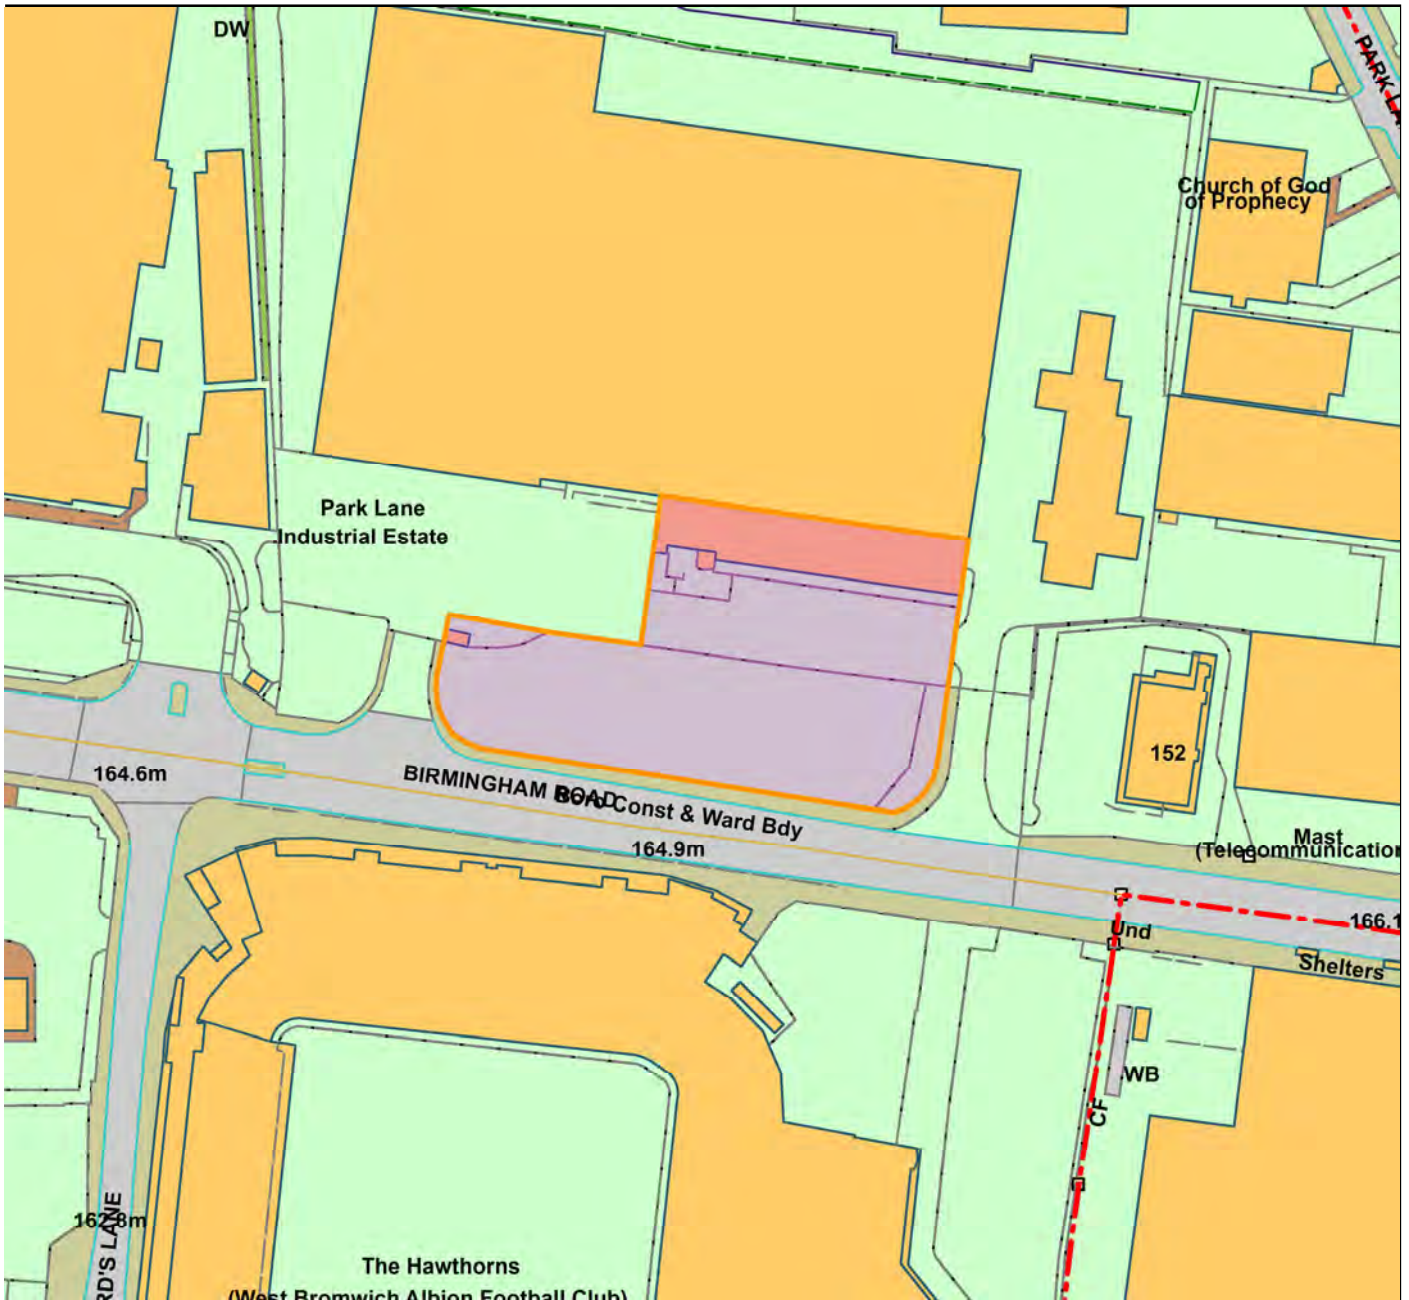 DW
PARK LA
Church of God
of Prophecy
Park Lane
Industrial Estate
152
164.6m
BIRMINGHAM ROAD
Boro Const & Ward Bdy
164.9m
Mast
(Telecommunication
166.1
Und
Shelters
WB
CF
162.8m
RD'S LANE
The Hawthorns
(West Bromwich Albion Football Club)